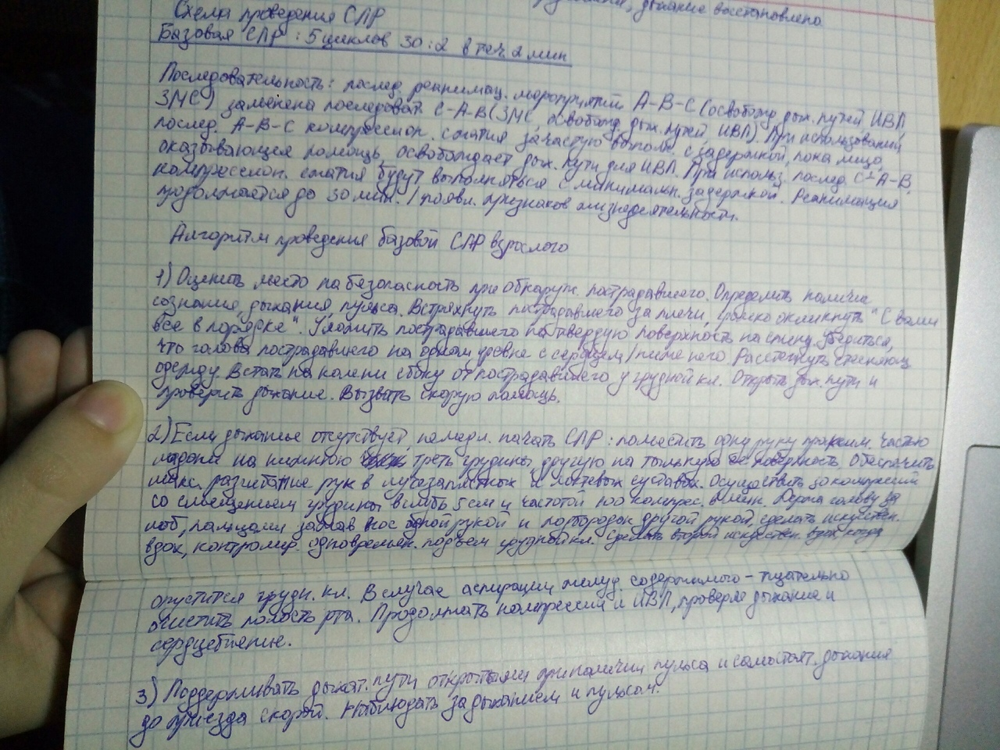 дыхание восстановлено
Схема проведения СЛР
Базовая СЛР: 5 циклов 30:2 в теч. 2 мин
Последовательность: послед. реанимац. мероприятий А-В-С (освобожд. дых. путей ИВЛ,
ЗМС) заменена последоват. С-А-В (ЗМС, освобожд. дых. путей ИВЛ). При использовании
послед. А-В-С компрессион. сжатия зачастую выполн. с задержкой, пока лицо,
оказывающее помощь, освобождает дых. пути для ИВЛ. При использ. послед. С-А-В,
компрессион. сжатия будут выполняться с минимальн. задержкой. Реанимация
продолжается до 30 мин. / появл. признаков жизнедеятельности.
Алгоритм проведения базовой СЛР взрослого
1) Оценить место на безопасность при обнаруж. пострадавшего. Определить наличие
сознания, дыхания, пульса. Встряхнуть пострадавшего за плечи, громко окликнуть "С вами
все в порядке". Уложить пострадавшего на твердую поверхность на спину. Убедиться,
что голова пострадавшего на одном уровне с сердцем / ниже него. Расстегнуть стесняющ.
одежду. Встать на колени сбоку от пострадавшего у грудной кл. Открыть дых. пути и
проверить дыхание. Вызвать скорую помощь.
2) Если дыханье отсутствует, немедл. начать СЛР: поместить одну руку проксим. частью
ладони на нижнюю треть грудины, другую на тыльную ее поверхность. Обеспечить
макс. разгибание рук в лучезапястных и локтевых суставах. Осуществить 30 компрессий
со смещением грудины вглубь 5 см и частотой 100 компрес. в мин. Держа голову за
лоб, пальцами зажав нос одной рукой и подбородок другой рукой, сделать искуствен.
вдох, контролир. одновременн. подъем грудной кл. Сделать второй искуствен. вдох, когда
опустится грудн. кл. В случае аспирации желуд. содержимого - тщательно
очистить полость рта. Продолжать компрессии и ИВЛ, проверяя дыхание и
сердцебиенье.
3) Поддерживать дыхат. пути открытыми при наличии пульса и самостоят. дыхания
до приезда скорой. Наблюдать за дыханием и пульсом.